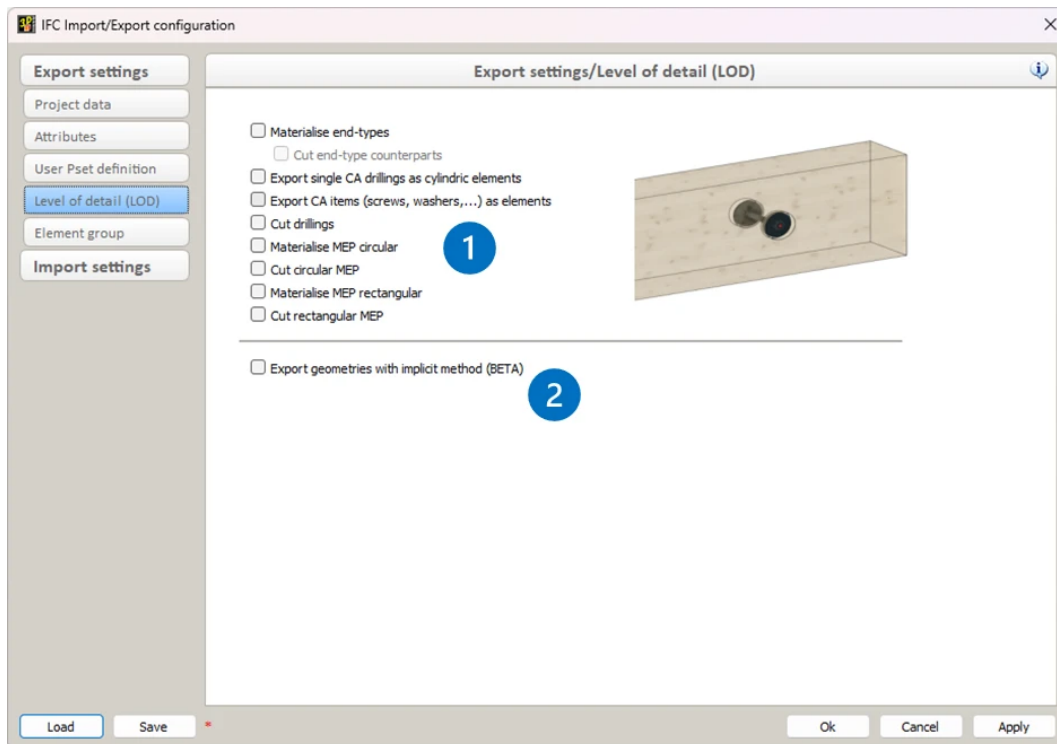 IFC Import/Export configuration
Export settings
Project data
Attributes
User Pset definition
Level of detail (LOD)
Element group
Import settings
Export settings/Level of detail (LOD)
Materialise end-types
Cut end-type counterparts
Export single CA drillings as cylindric elements
Export CA items (screws, washers,...) as elements
Cut drillings
Materialise MEP circular
Cut circular MEP
Materialise MEP rectangular
Cut rectangular MEP
1
Export geometries with implicit method (BETA)
2
Load
Save
*
Ok
Cancel
Apply